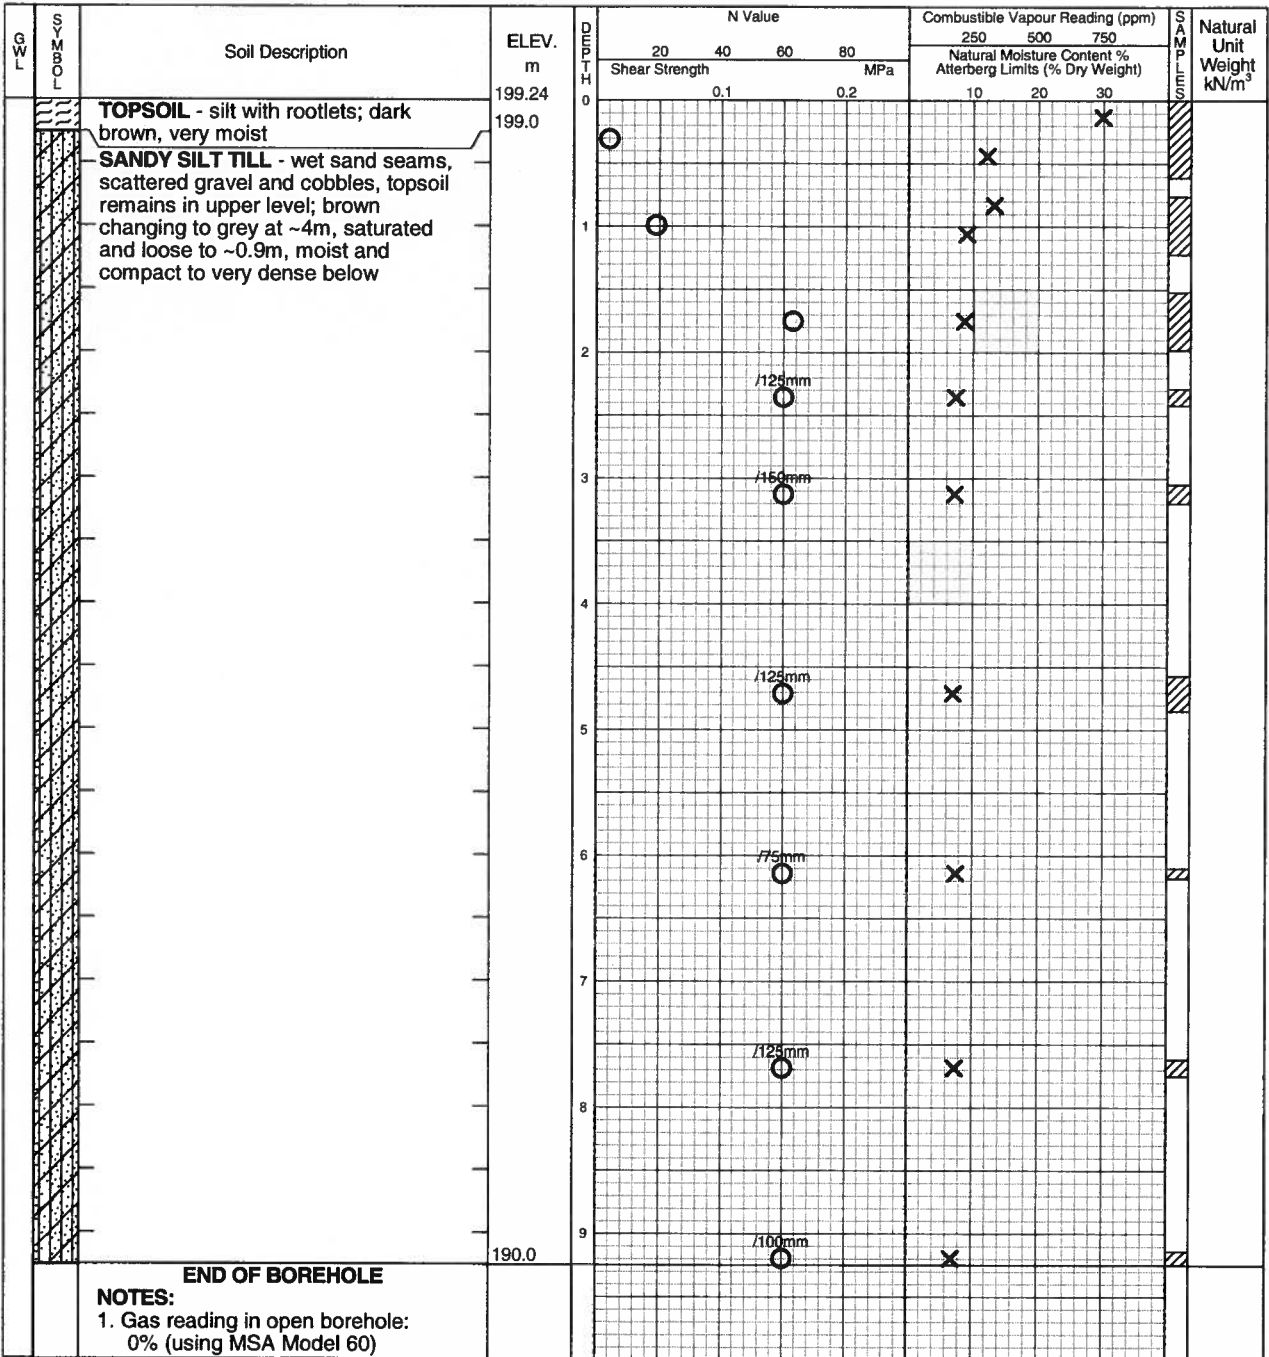 GWL
SYMBOL
Soil Description
ELEV.
m
DEPTH
N Value
20 40 60 80
Shear Strength MPa
0.1 0.2
Combustible Vapour Reading (ppm)
250 500 750
Natural Moisture Content %
Atterberg Limits (% Dry Weight)
10 20 30
SAMPLES
Natural
Unit
Weight
kN/m³
199.24
0
TOPSOIL - silt with rootlets; dark
brown, very moist
199.0
SANDY SILT TILL - wet sand seams,
scattered gravel and cobbles, topsoil
remains in upper level; brown
changing to grey at ~4m, saturated
and loose to ~0.9m, moist and
compact to very dense below
1
2
/125mm
3
/150mm
4
/125mm
5
6
/75mm
7
/125mm
8
9
/100mm
190.0
END OF BOREHOLE
NOTES:
1. Gas reading in open borehole:
0% (using MSA Model 60)